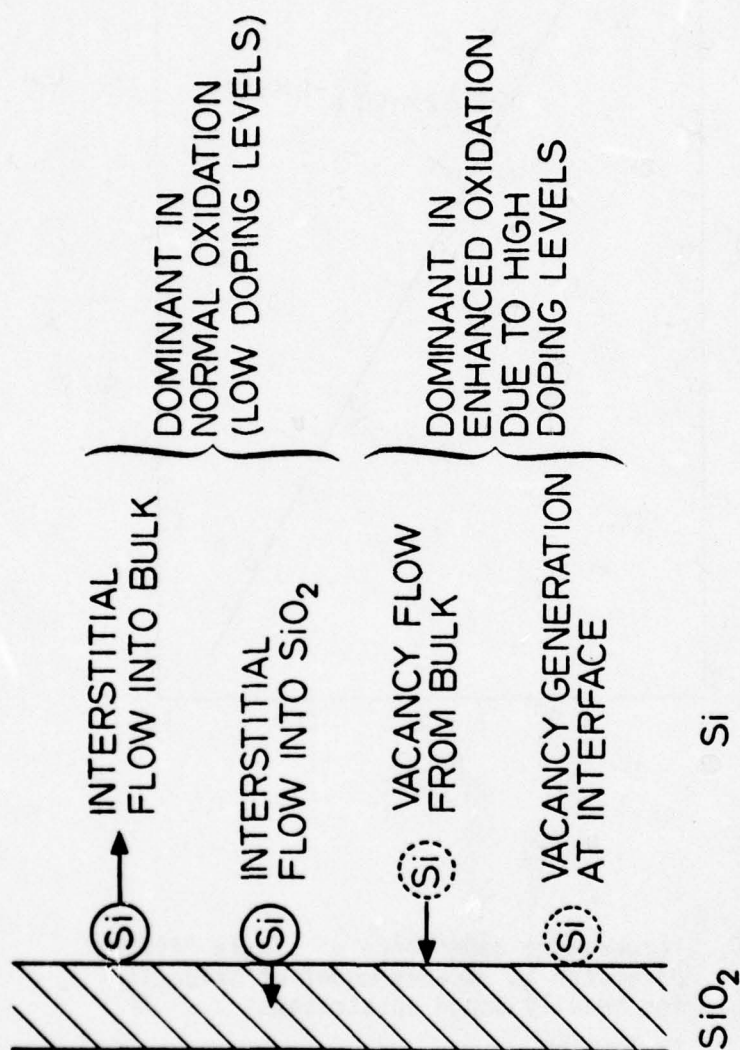 Si
INTERSTITIAL
FLOW INTO BULK
Si
INTERSTITIAL
FLOW INTO SiO2
DOMINANT IN
NORMAL OXIDATION
(LOW DOPING LEVELS)
Si
VACANCY FLOW
FROM BULK
Si
VACANCY GENERATION
AT INTERFACE
DOMINANT IN
ENHANCED OXIDATION
DUE TO HIGH
DOPING LEVELS
SiO2
Si